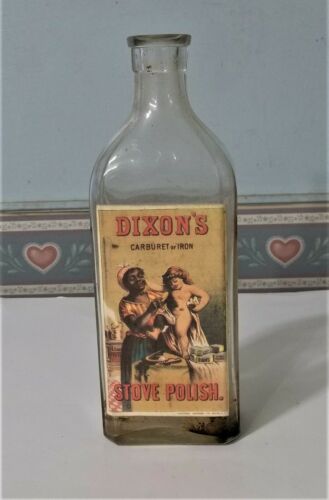 DIXON'S
CARBURET OF IRON
STOVE POLISH.